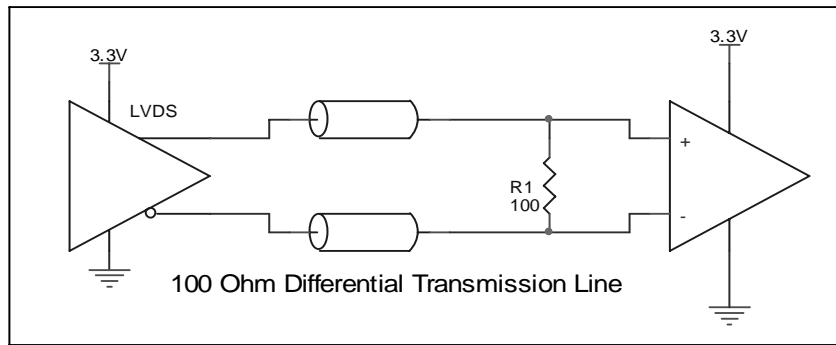 3.3V
3.3V
LVDS
+
R1
100
-
100 Ohm Differential Transmission Line